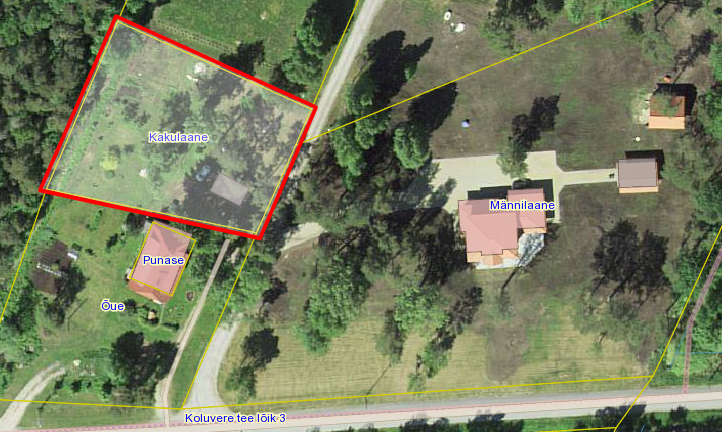 Kakulaane
Männilaane
Punase
Õue
Koluvere tee lõik 3